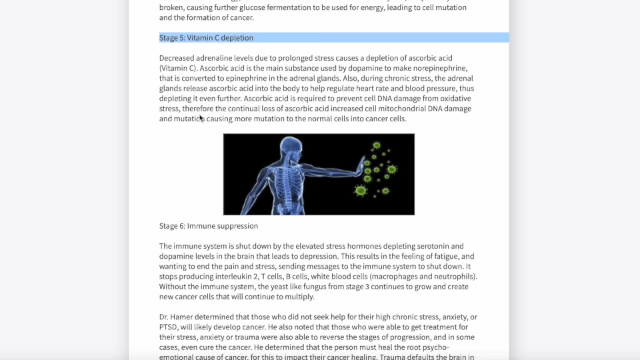 broken, causing further glucose fermentation to be used for energy, leading to cell mutation
and the formation of cancer.
Stage 5: Vitamin C depletion
Decreased adrenaline levels due to prolonged stress causes a depletion of ascorbic acid
(Vitamin C). Ascorbic acid is the main substance used by dopamine to make norepinephrine,
that is converted to epinephrine in the adrenal glands. Also, during chronic stress, the adrenal
glands release ascorbic acid into the body to help regulate heart rate and blood pressure, thus
depleting it even further. Ascorbic acid is required to prevent cell DNA damage from oxidative
stress, therefore the continual loss of ascorbic acid increased cell mitochondrial DNA damage
and mutation causing more mutation to the normal cells into cancer cells.
Stage 6: Immune suppression
The immune system is shut down by the elevated stress hormones depleting serotonin and
dopamine levels in the brain that leads to depression. This results in the feeling of fatigue, and
wanting to end the pain and stress, sending messages to the immune system to shut down. It
stops producing interleukin 2, T cells, B cells, white blood cells (macrophages and neutrophils).
Without the immune system, the yeast like fungus from stage 3 continues to grow and create
new cancer cells that will continue to multiply.
Dr. Hamer determined that those who did not seek help for their high chronic stress, anxiety, or
PTSD, will likely develop cancer. He also noted that those who were able to get treatment for
their stress, anxiety or trauma were also able to reverse the stages of progression, and in some
cases, even cure the cancer. He determined that the person must heal the root psycho-
emotional cause of cancer, for this to impact their cancer healing. Trauma defaults the brain in